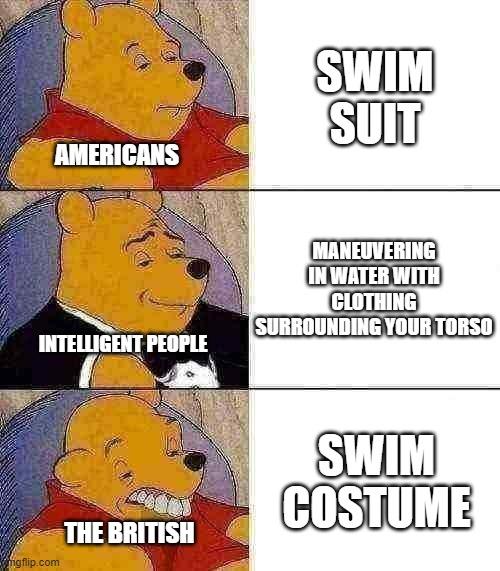 SWIM
SUIT
AMERICANS
MANEUVERING
IN WATER WITH
CLOTHING
SURROUNDING YOUR TORSO
INTELLIGENT PEOPLE
SWIM
COSTUME
THE BRITISH
imgflip.com